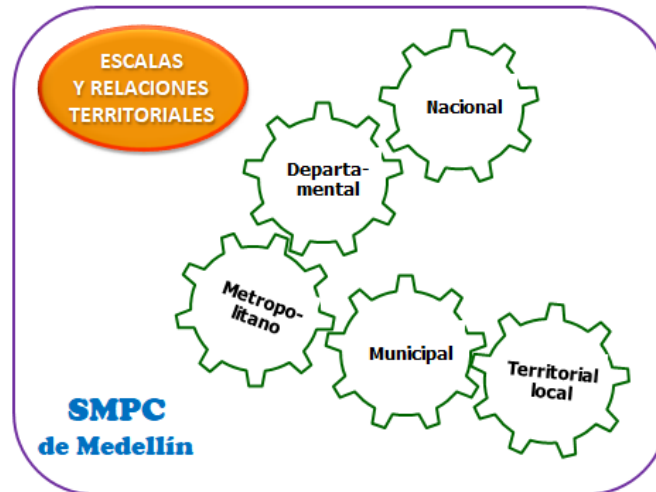 ESCALAS
Y RELACIONES
TERRITORIALES
Nacional
Departa-
mental
Metropo-
litano
Municipal
Territorial
local
SMPC
de Medellín